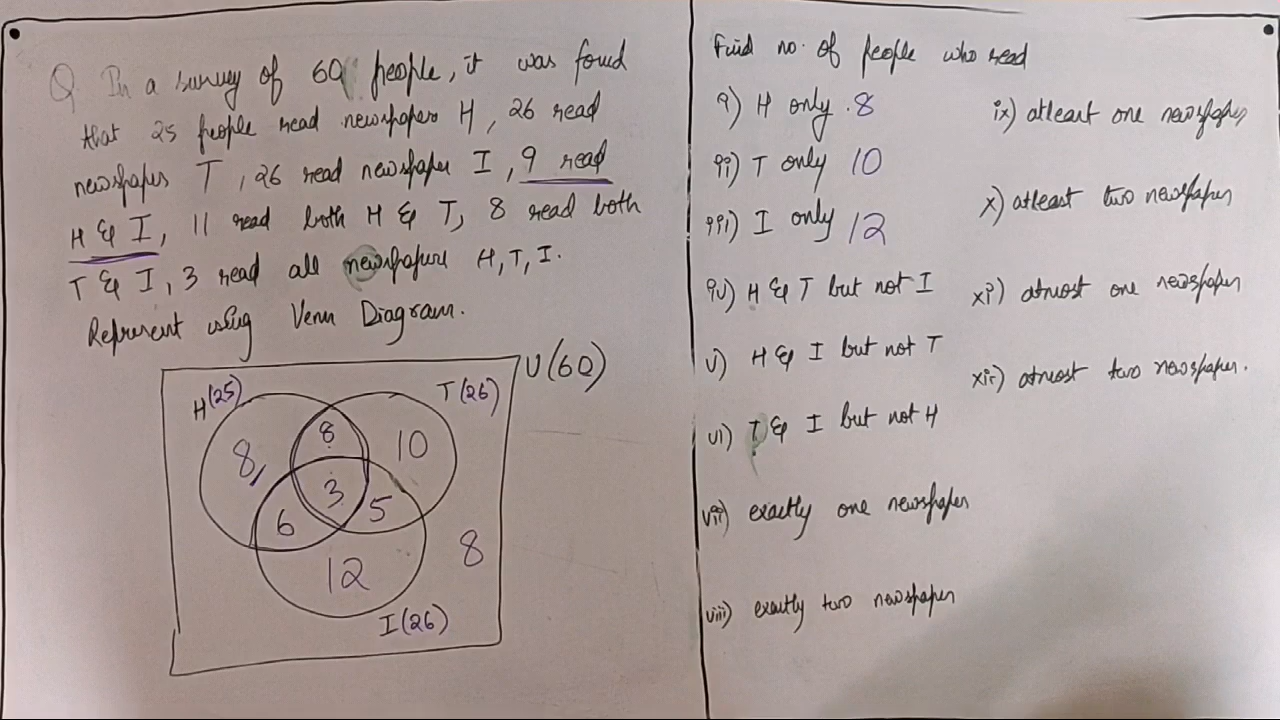 Q. In a survey of 60 people, it was found
that 25 people read newspaper H, 26 read
newspaper T, 26 read newspaper I, 9 read
H & I, 11 read both H & T, 8 read both
T & I, 3 read all newspapers H, T, I.
Represent using Venn Diagram.
U(60)
H(25)
T(26)
8
8
10
3
6
5
12
8
I(26)
Find no. of people who read
i) H only. 8
ii) T only 10
iii) I only 12
iv) H & T but not I
v) H & I but not T
vi) T & I but not H
vii) exactly one newspaper
viii) exactly two newspaper
ix) atleast one newspaper
x) atleast two newspaper
xi) atmost one newspaper
xii) atmost two newspaper.